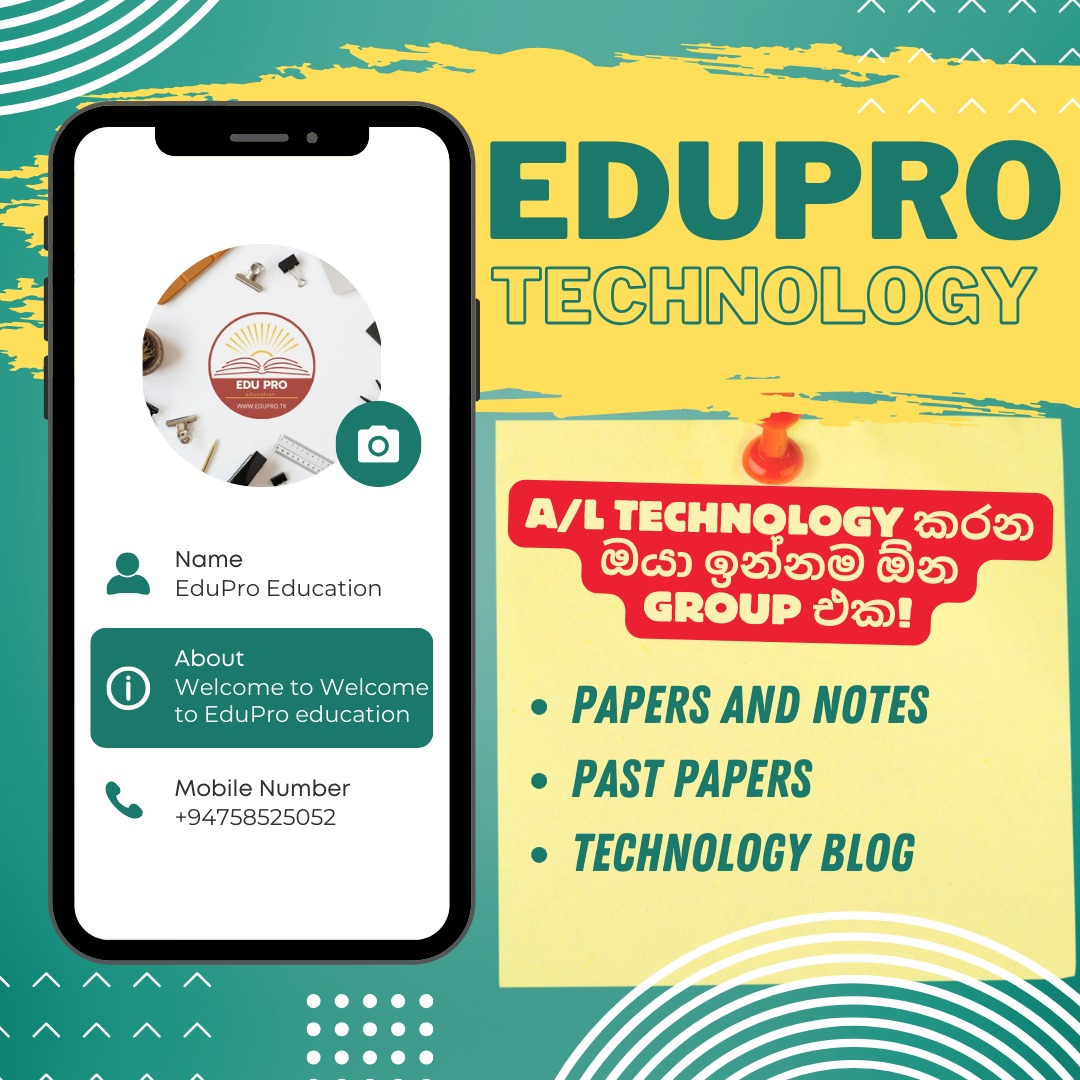 EDUPRO
TECHNOLOGY
EDU PRO
education
WWW.EDUPRO.TK
Name
EduPro Education
About
Welcome to Welcome
to EduPro education
Mobile Number
+94758525052
A/L TECHNOLOGY කරන
ඔයා ඉන්නම ඕන
GROUP එක!
• PAPERS AND NOTES
• PAST PAPERS
• TECHNOLOGY BLOG